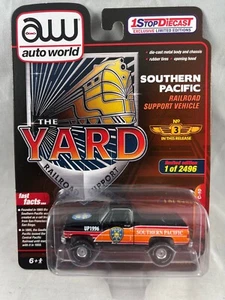 aw
auto world
1STOPDIECAST
EXCLUSIVE LIMITED EDITIONS
die-cast metal body and chassis
rubber tires
opening hood
SOUTHERN
PACIFIC
RAILROAD
SUPPORT VEHICLE
Nº
3
IN THIS RELEASE
THE
YARD
RAILROAD SUPPORT
limited edition
1 of 2496
fast
facts...
UP1996
SOUTHERN PACIFIC
6+